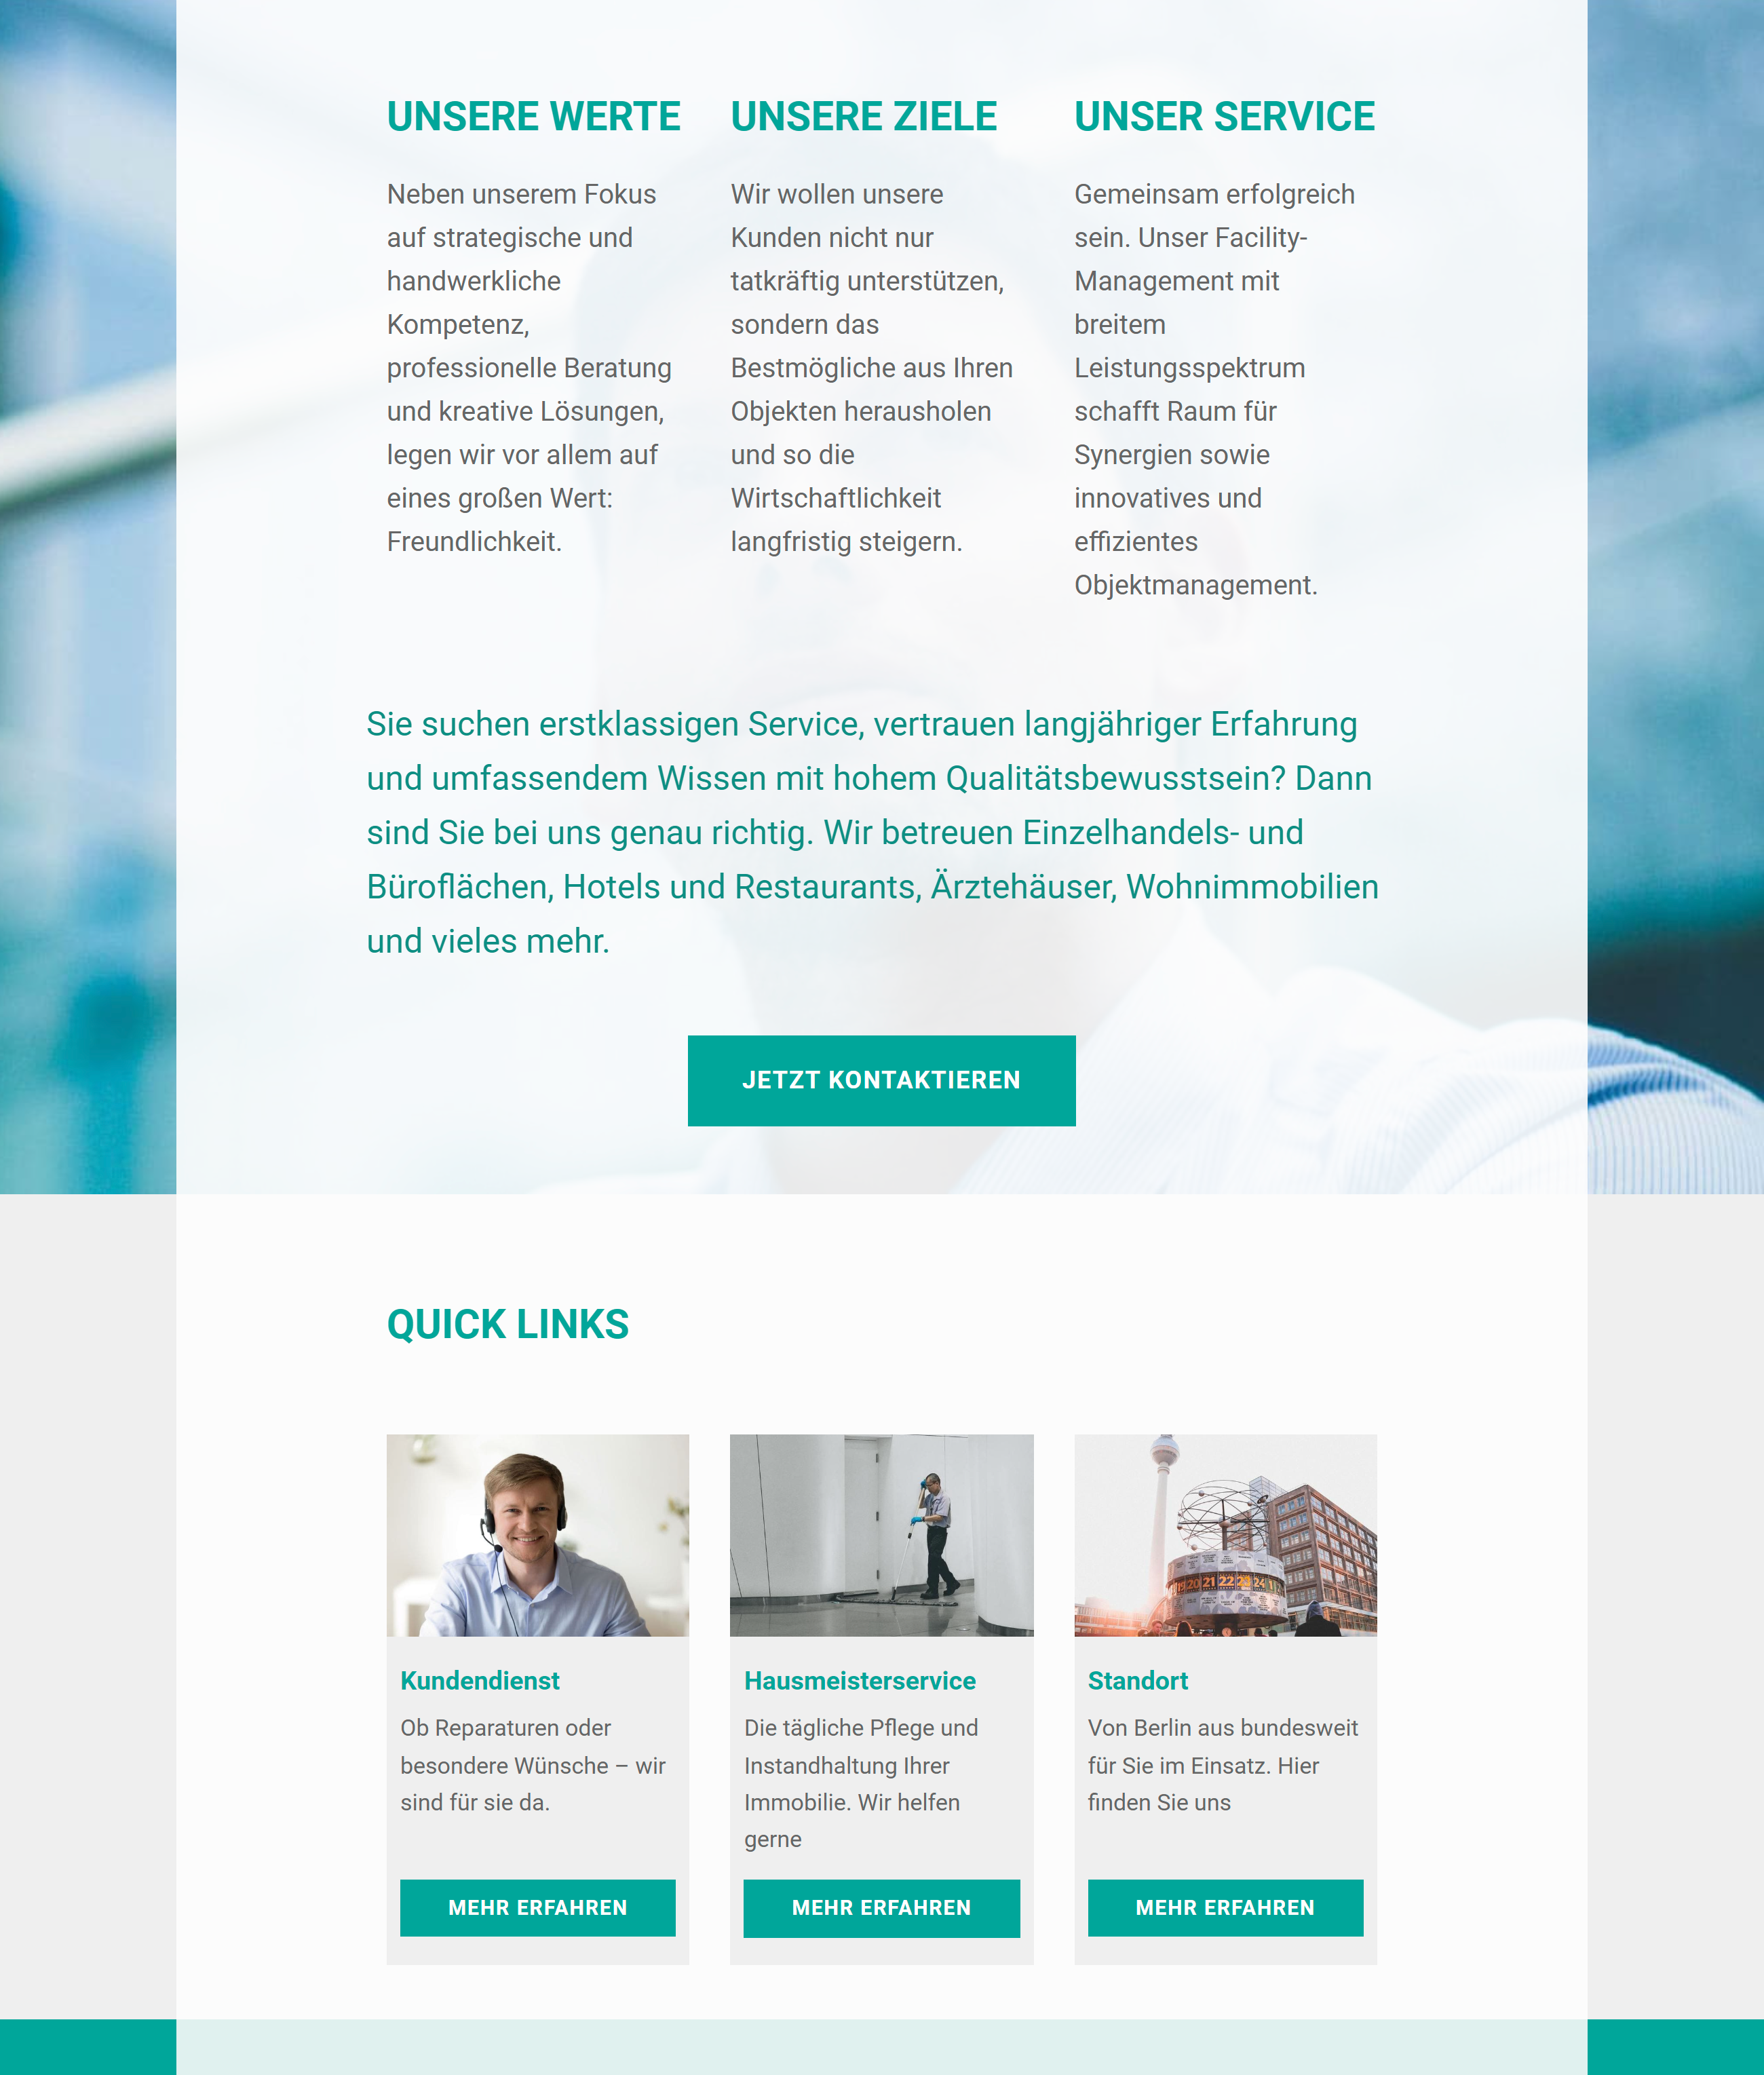 UNSERE WERTE
Neben unserem Fokus
auf strategische und
handwerkliche
Kompetenz,
professionelle Beratung
und kreative Lösungen,
legen wir vor allem auf
eines großen Wert:
Freundlichkeit.
UNSERE ZIELE
Wir wollen unsere
Kunden nicht nur
tatkräftig unterstützen,
sondern das
Bestmögliche aus Ihren
Objekten herausholen
und so die
Wirtschaftlichkeit
langfristig steigern.
UNSER SERVICE
Gemeinsam erfolgreich
sein. Unser Facility-
Management mit
breitem
Leistungsspektrum
schafft Raum für
Synergien sowie
innovatives und
effizientes
Objektmanagement.
Sie suchen erstklassigen Service, vertrauen langjähriger Erfahrung
und umfassendem Wissen mit hohem Qualitätsbewusstsein? Dann
sind Sie bei uns genau richtig. Wir betreuen Einzelhandels- und
Büroflächen, Hotels und Restaurants, Ärztehäuser, Wohnimmobilien
und vieles mehr.
JETZT KONTAKTIEREN
QUICK LINKS
Kundendienst
Ob Reparaturen oder
besondere Wünsche – wir
sind für sie da.
MEHR ERFAHREN
Hausmeisterservice
Die tägliche Pflege und
Instandhaltung Ihrer
Immobilie. Wir helfen
gerne
MEHR ERFAHREN
20 21 22 23 24
Standort
Von Berlin aus bundesweit
für Sie im Einsatz. Hier
finden Sie uns
MEHR ERFAHREN